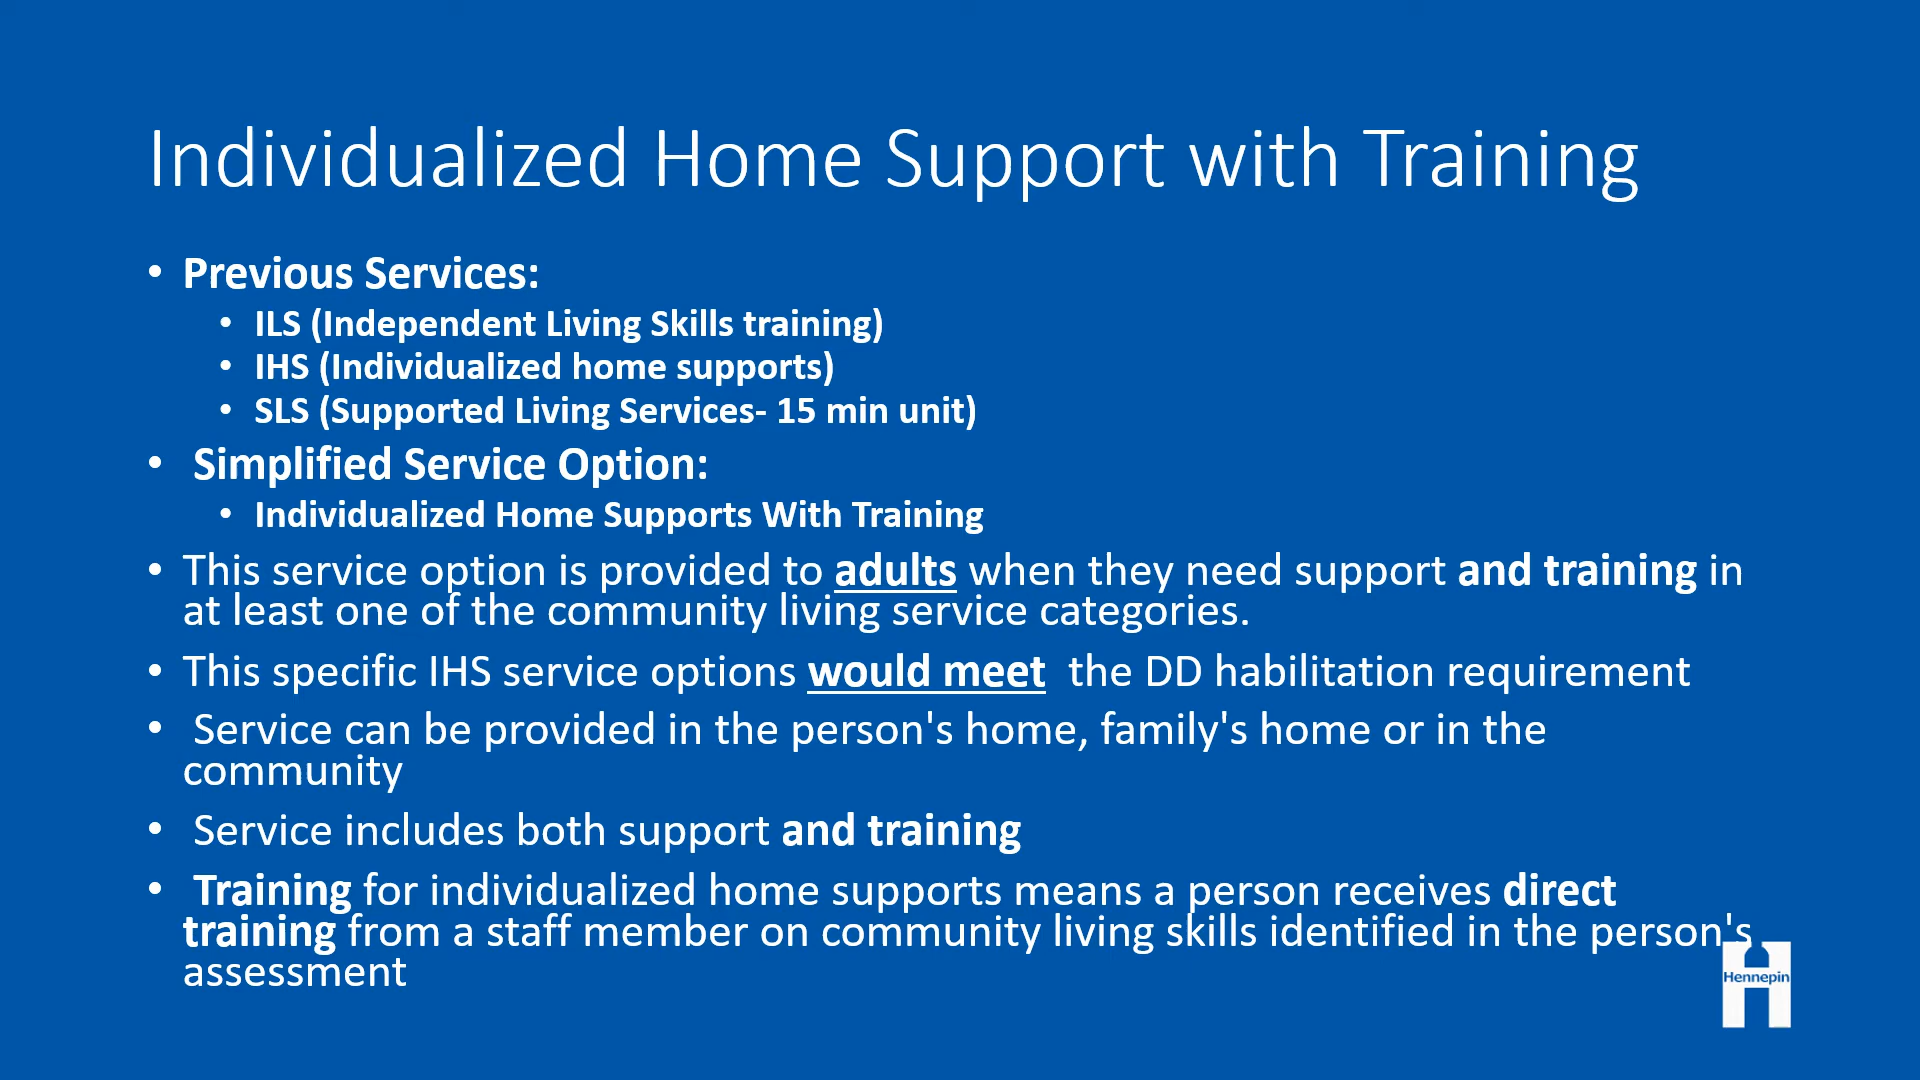 Individualized Home Support with Training
• Previous Services:
• ILS (Independent Living Skills training)
• IHS (Individualized home supports)
• SLS (Supported Living Services- 15 min unit)
• Simplified Service Option:
• Individualized Home Supports With Training
• This service option is provided to adults when they need support and training in
at least one of the community living service categories.
• This specific IHS service options would meet the DD habilitation requirement
• Service can be provided in the person's home, family's home or in the
community
• Service includes both support and training
• Training for individualized home supports means a person receives direct
training from a staff member on community living skills identified in the person's
assessment
Hennepin